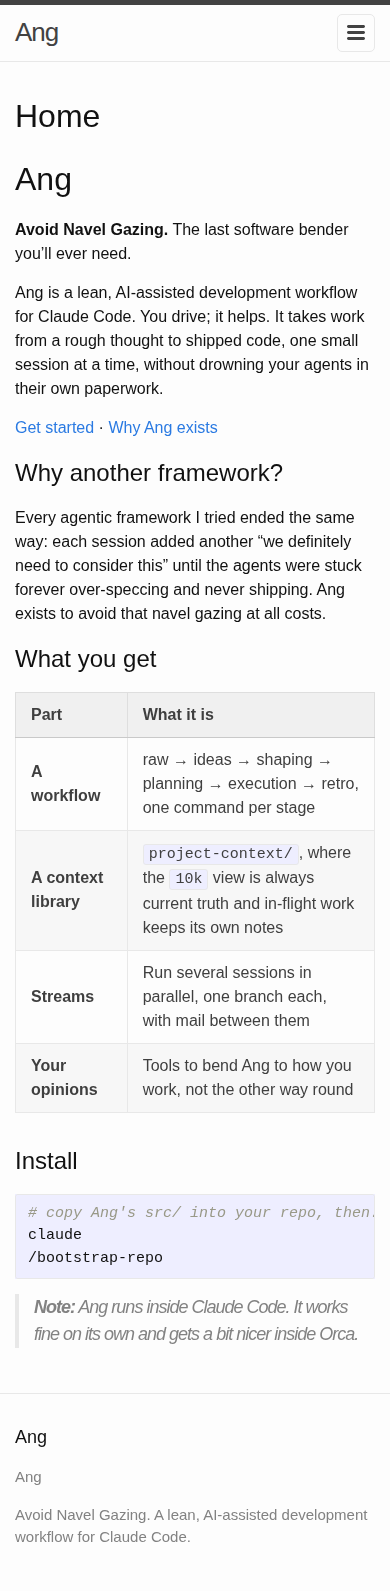 Ang
Home
Ang
Avoid Navel Gazing. The last software bender
you’ll ever need.
Ang is a lean, AI-assisted development workflow
for Claude Code. You drive; it helps. It takes work
from a rough thought to shipped code, one small
session at a time, without drowning your agents in
their own paperwork.
Get started · Why Ang exists
Why another framework?
Every agentic framework I tried ended the same
way: each session added another “we definitely
need to consider this” until the agents were stuck
forever over-speccing and never shipping. Ang
exists to avoid that navel gazing at all costs.
What you get
Part What it is
A
workflow
raw → ideas → shaping →
planning → execution → retro,
one command per stage
A context
library
project-context/, where
the 10k view is always
current truth and in-flight work
keeps its own notes
Streams
Run several sessions in
parallel, one branch each,
with mail between them
Your
opinions
Tools to bend Ang to how you
work, not the other way round
Install
# copy Ang's src/ into your repo, then
claude
/bootstrap-repo
Note: Ang runs inside Claude Code. It works
fine on its own and gets a bit nicer inside Orca.
Ang
Ang
Avoid Navel Gazing. A lean, AI-assisted development
workflow for Claude Code.